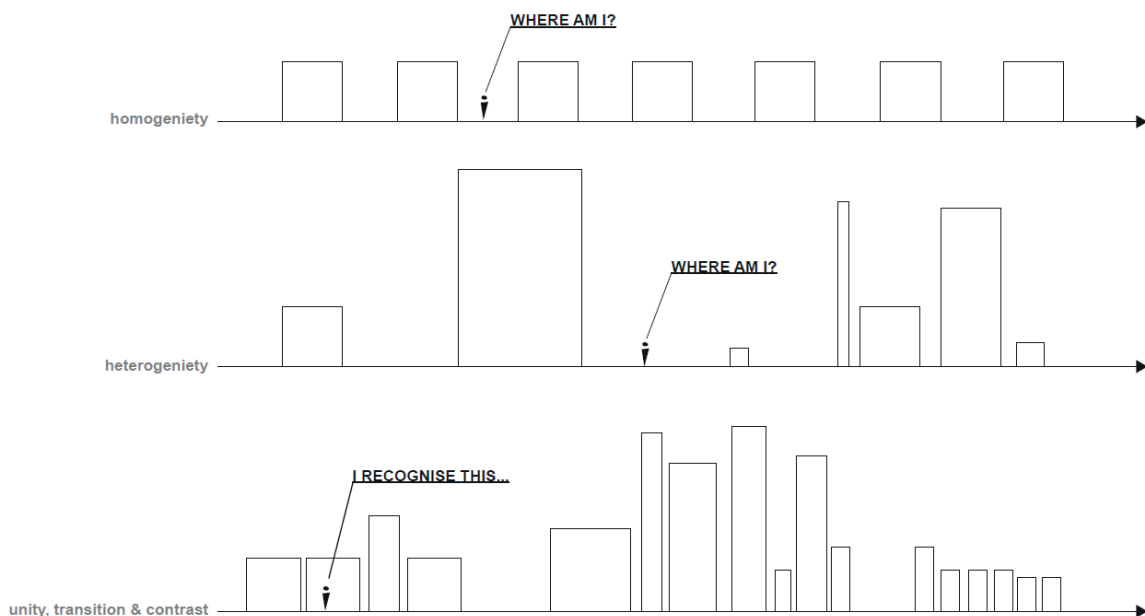 WHERE AM I?
homogeniety
WHERE AM I?
heterogeniety
I RECOGNISE THIS...
unity, transition & contrast